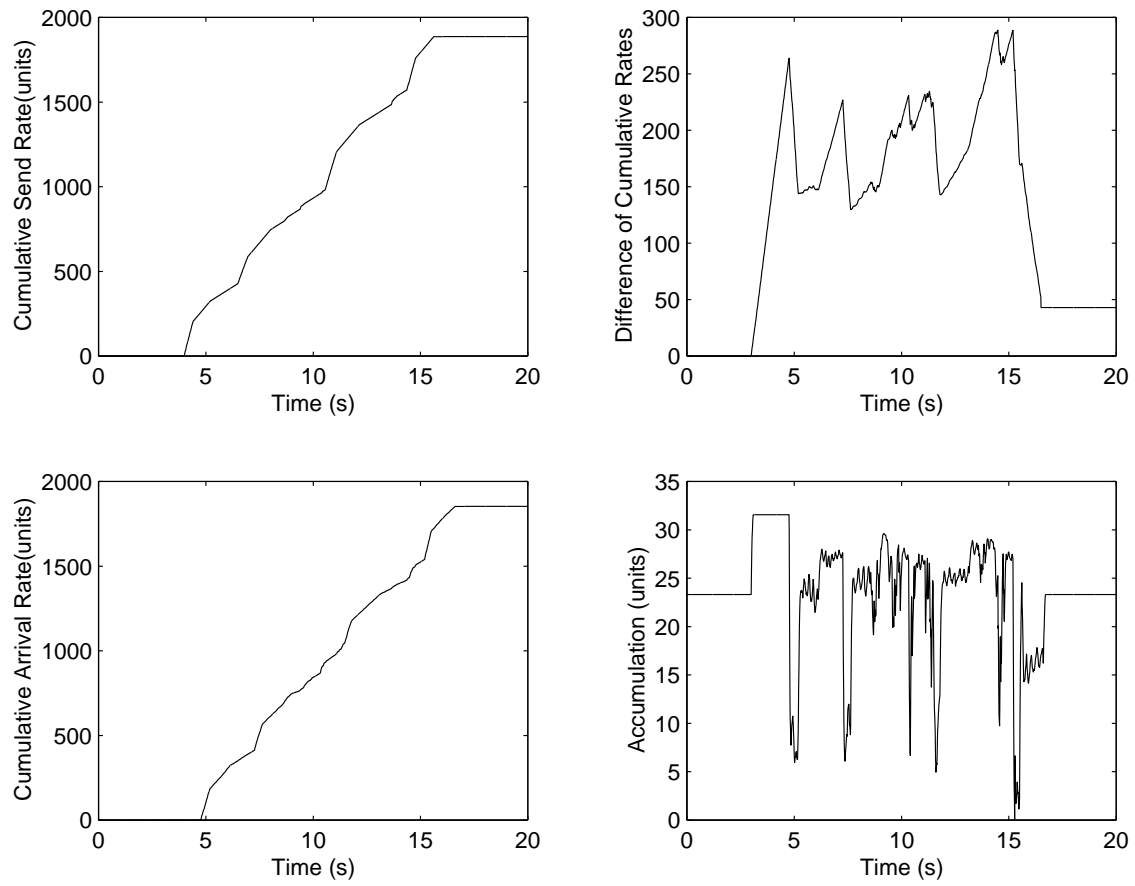 2000
1500
1000
500
0
Cumulative Send Rate(units)
0 5 10 15 20
Time (s)
300
250
200
150
100
50
0
Difference of Cumulative Rates
0 5 10 15 20
Time (s)
2000
1500
1000
500
0
Cumulative Arrival Rate(units)
0 5 10 15 20
Time (s)
35
30
25
20
15
10
5
0
Accumulation (units)
0 5 10 15 20
Time (s)